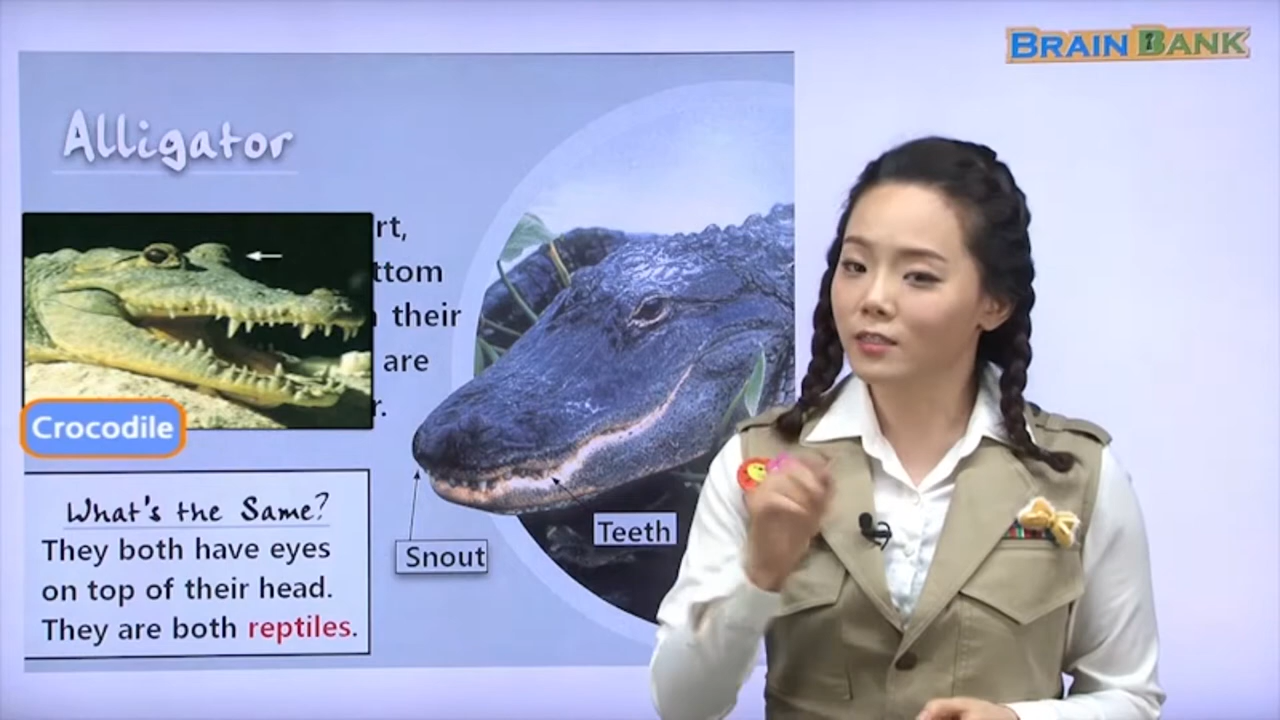 BRAIN BANK
Alligator
rt,
ttom
their
are
r.
Crocodile
What's the Same?
They both have eyes
on top of their head.
They are both reptiles.
Snout
Teeth